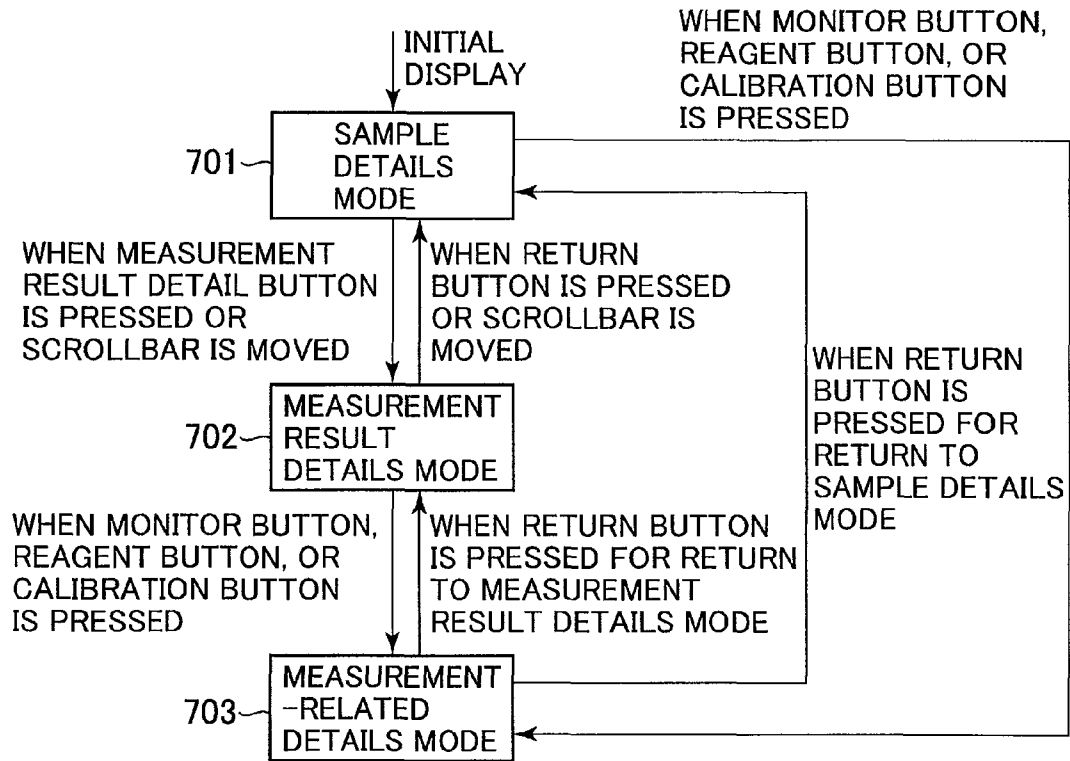 INITIAL
DISPLAY
WHEN MONITOR BUTTON,
REAGENT BUTTON, OR
CALIBRATION BUTTON
IS PRESSED
701
SAMPLE
DETAILS
MODE
WHEN MEASUREMENT
RESULT DETAIL BUTTON
IS PRESSED OR
SCROLLBAR IS MOVED
WHEN RETURN
BUTTON IS PRESSED
OR SCROLLBAR IS
MOVED
WHEN RETURN
BUTTON IS
PRESSED FOR
RETURN TO
SAMPLE DETAILS
MODE
702
MEASUREMENT
RESULT
DETAILS MODE
WHEN MONITOR BUTTON,
REAGENT BUTTON, OR
CALIBRATION BUTTON
IS PRESSED
WHEN RETURN BUTTON
IS PRESSED FOR RETURN
TO MEASUREMENT
RESULT DETAILS MODE
703
MEASUREMENT
-RELATED
DETAILS MODE